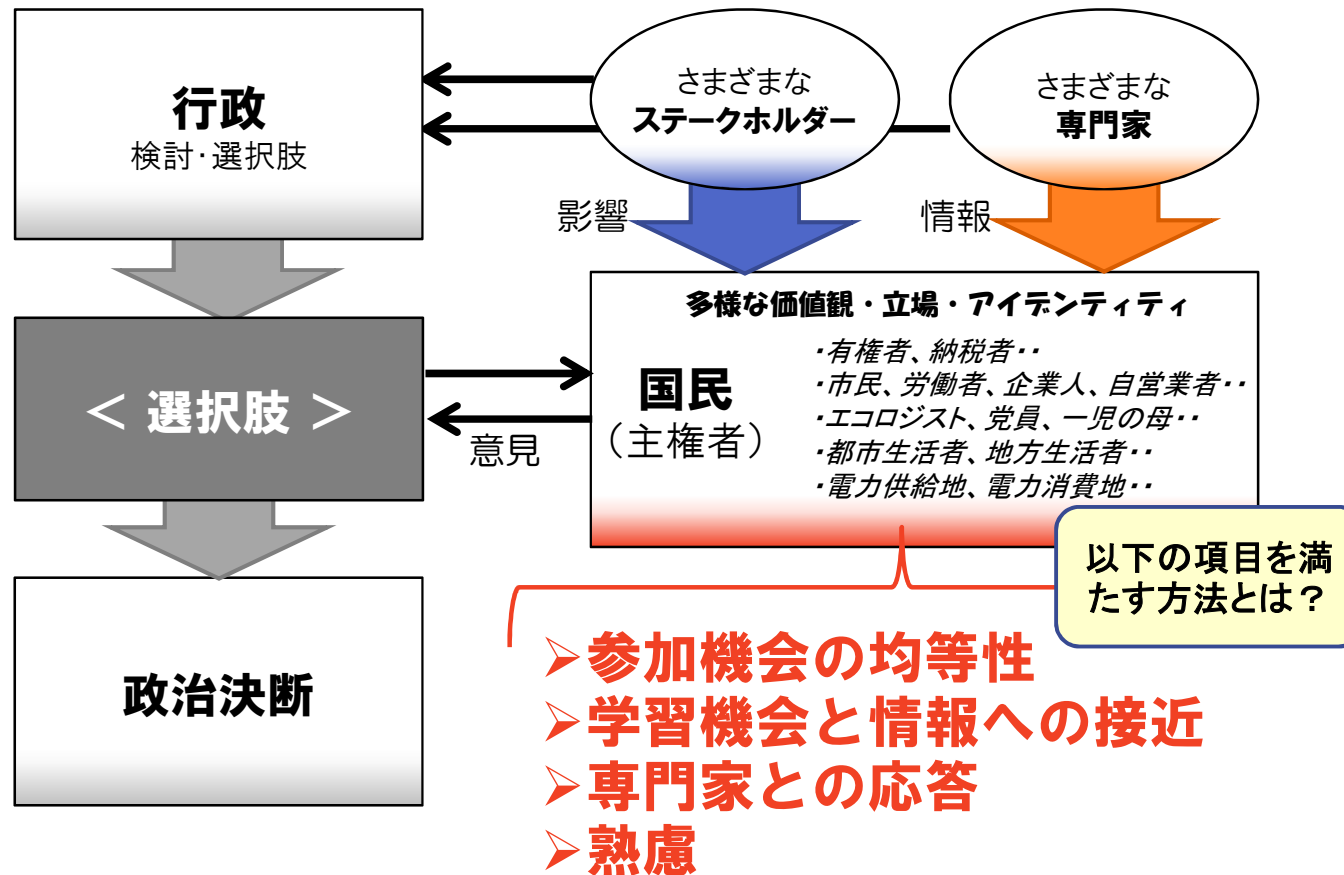 行政
検討・選択肢
さまざまな
ステークホルダー
さまざまな
専門家
影響
情報
＜ 選択肢 ＞
意見
多様な価値観・立場・アイデンティティ
国民
（主権者）
・有権者、納税者・・
・市民、労働者、企業人、自営業者・・
・エコロジスト、党員、一児の母・・
・都市生活者、地方生活者・・
・電力供給地、電力消費地・・
以下の項目を満
たす方法とは？
政治決断
➢参加機会の均等性
➢学習機会と情報への接近
➢専門家との応答
➢熟慮